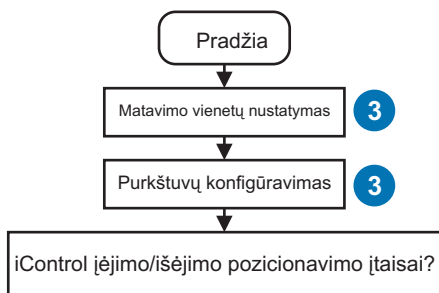 Pradžia
Matavimo vienetų nustatymas
3
Purkštuvų konfigūravimas
3
iControl įėjimo/išėjimo pozicionavimo įtaisai?